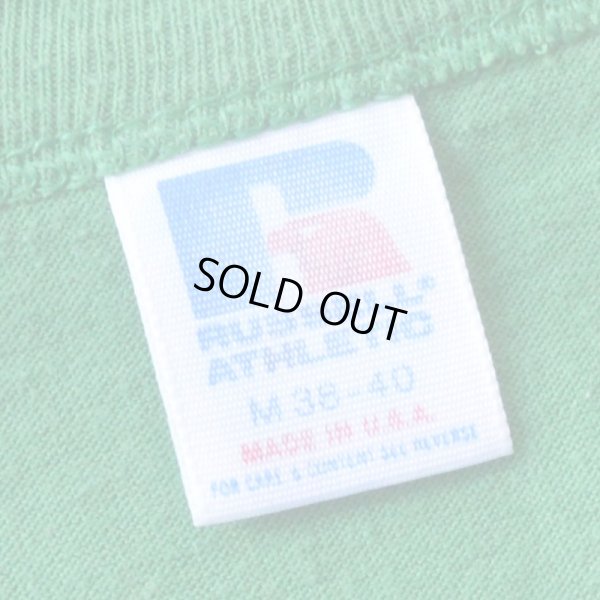 SOLD OUT
RUSSELL
ATHLETIC
M 38-40
MADE IN U.S.A.
FOR CARE & CONTENT SEE REVERSE